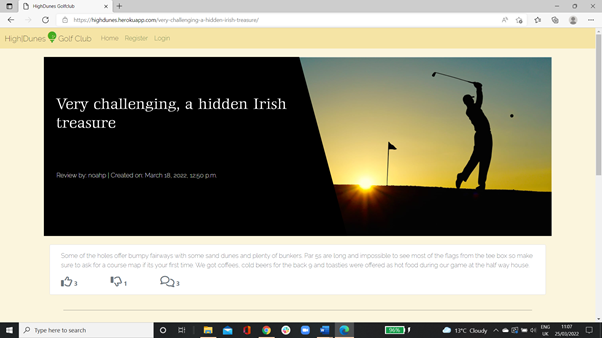 HighDunes Golfclub
https://highdunes.herokuapp.com/very-challenging-a-hidden-irish-treasure/
High|Dunes Golf Club Home Register Login
Very challenging, a hidden Irish
treasure
Review by: noahp | Created on: March 18, 2022, 12:50 p.m.
Some of the holes offer bumpy fairways with some sand dunes and plenty of bunkers. Par 5s are long and impossible to see most of the flags from the tee box so make
sure to ask for a course map if its your first time. We got coffees, cold beers for the back 9 and toasties were offered as hot food during our game at the half way house.
3 1 3
Type here to search
96%
13°C Cloudy
ENG
UK
11:07
25/03/2022